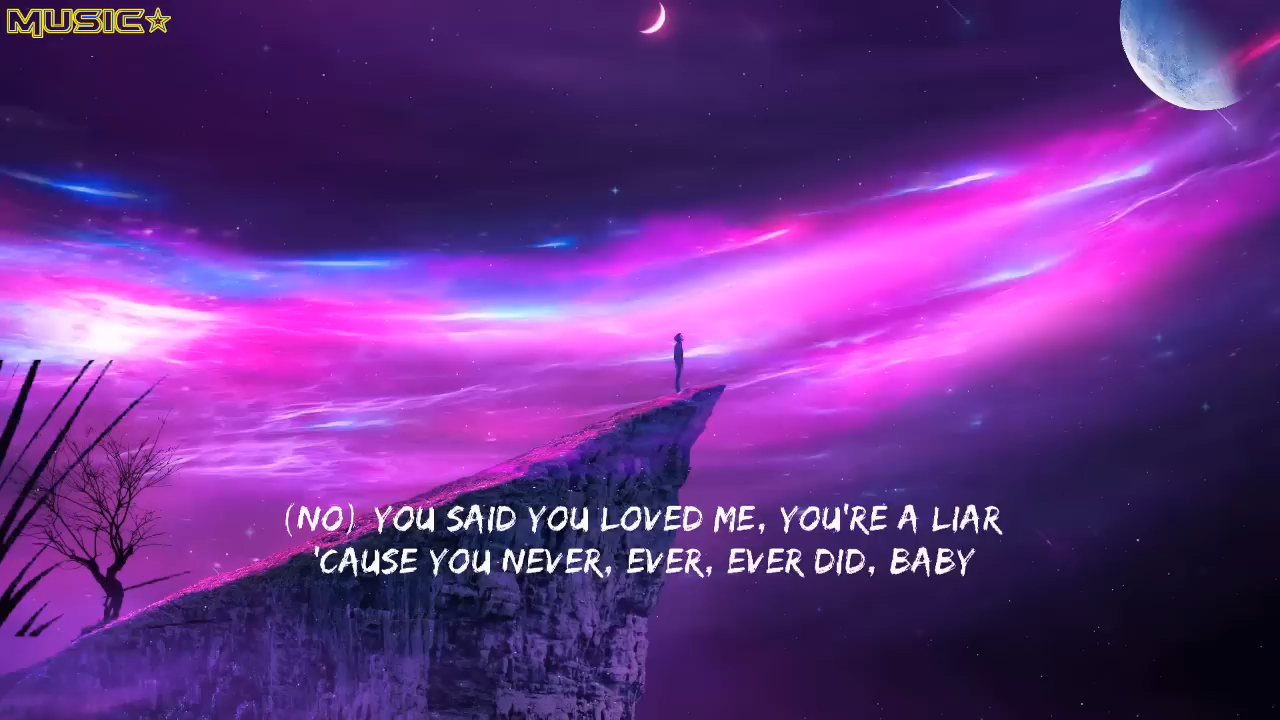 MUSIC☆
(NO) YOU SAID YOU LOVED ME, YOU'RE A LIAR
'CAUSE YOU NEVER, EVER, EVER DID, BABY